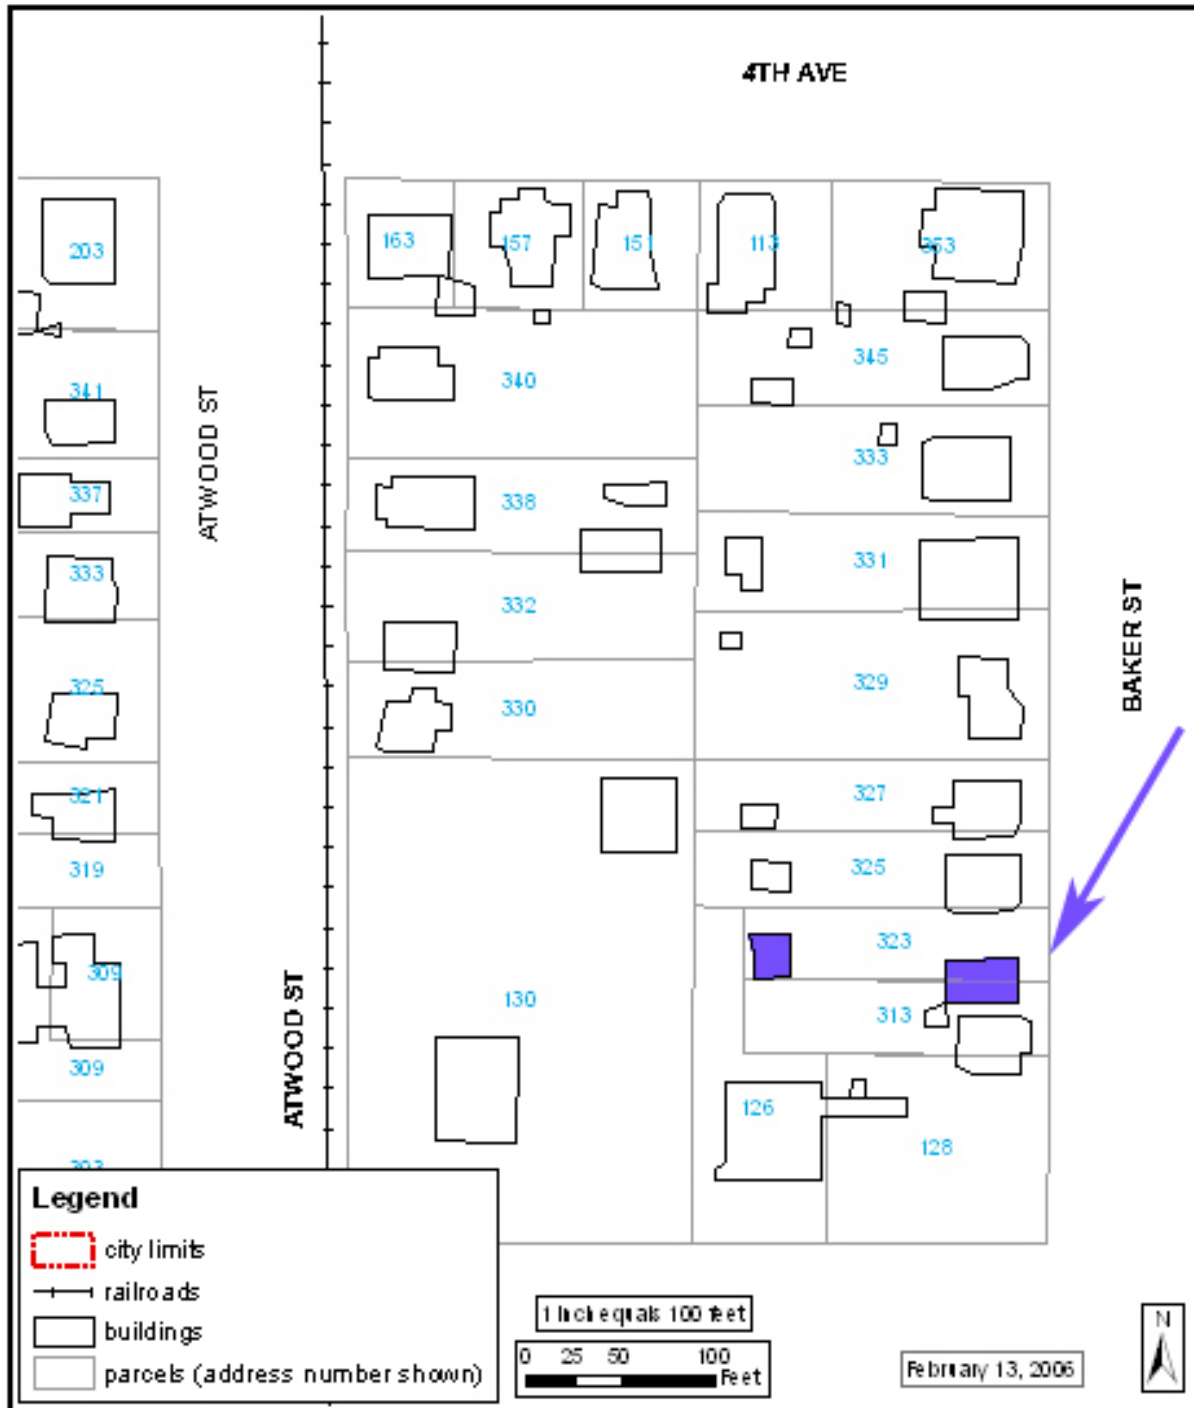 4TH AVE
163
157
151
113
353
203
345
340
341
333
337
338
331
333
332
329
325
330
327
321
325
319
323
309
130
313
309
126
128
303
ATWOOD ST
ATWOOD ST
BAKER ST
Legend
city limits
railroads
buildings
parcels (address number shown)
1 inch equals 100 feet
0 25 50 100
Feet
February 13, 2006
N